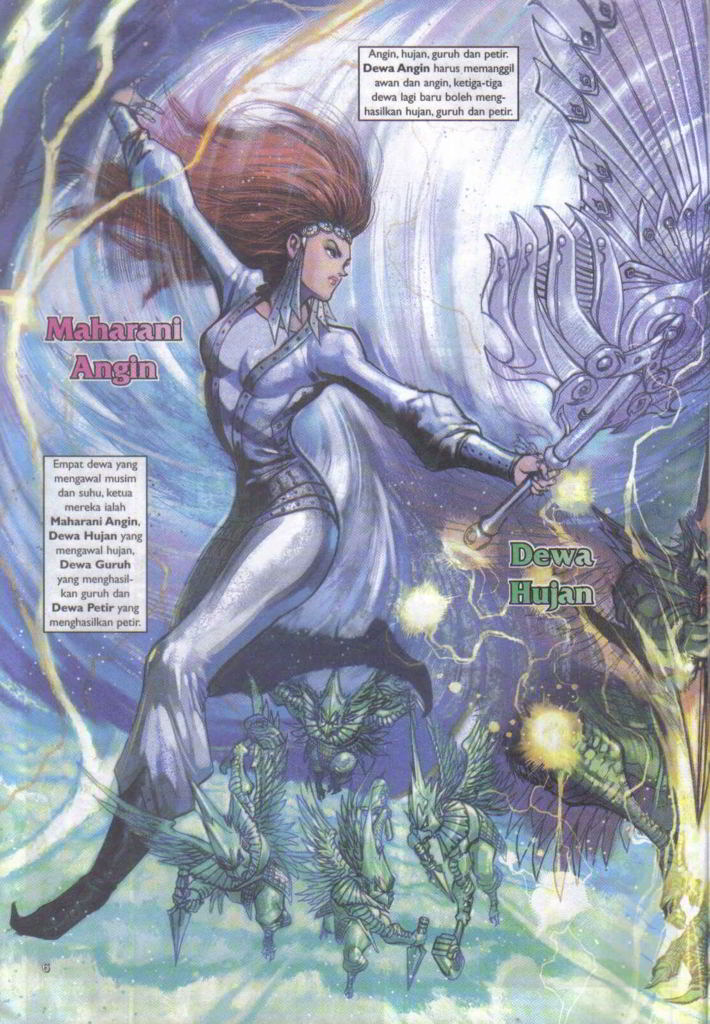 Angin, hujan, guruh dan petir.
Dewa Angin harus memanggil
awan dan angin, ketiga-tiga
dewa lagi baru boleh meng-
hasilkan hujan, guruh dan petir.
Maharani
Angin
Empat dewa yang
mengawal musim
dan suhu, ketua
mereka ialah
Maharani Angin,
Dewa Hujan yang
mengawal hujan,
Dewa Guruh
yang menghasil-
kan guruh dan
Dewa Petir yang
menghasilkan petir.
Dewa
Hujan
6